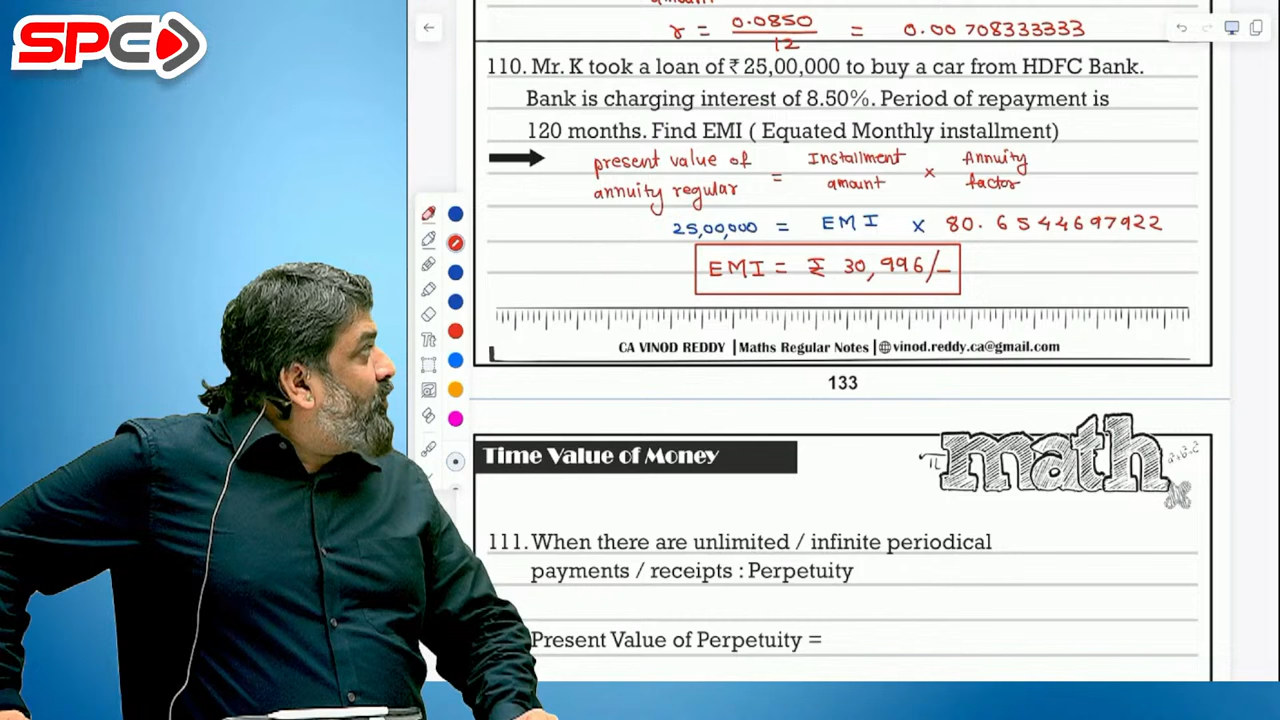 SPC
amount
r = 0.0850 / 12 = 0.00708333333
110. Mr. K took a loan of ₹ 25,00,000 to buy a car from HDFC Bank.
Bank is charging interest of 8.50%. Period of repayment is
120 months. Find EMI ( Equated Monthly installment)
present value of annuity regular = Installment amount × Annuity factor
25,00,000 = EMI × 80.6544697922
EMI = ₹ 30,996/-
CA VINOD REDDY | Maths Regular Notes | vinod.reddy.ca@gmail.com
133
Time Value of Money
math
π
111. When there are unlimited / infinite periodical
payments / receipts : Perpetuity
Present Value of Perpetuity =
Tt